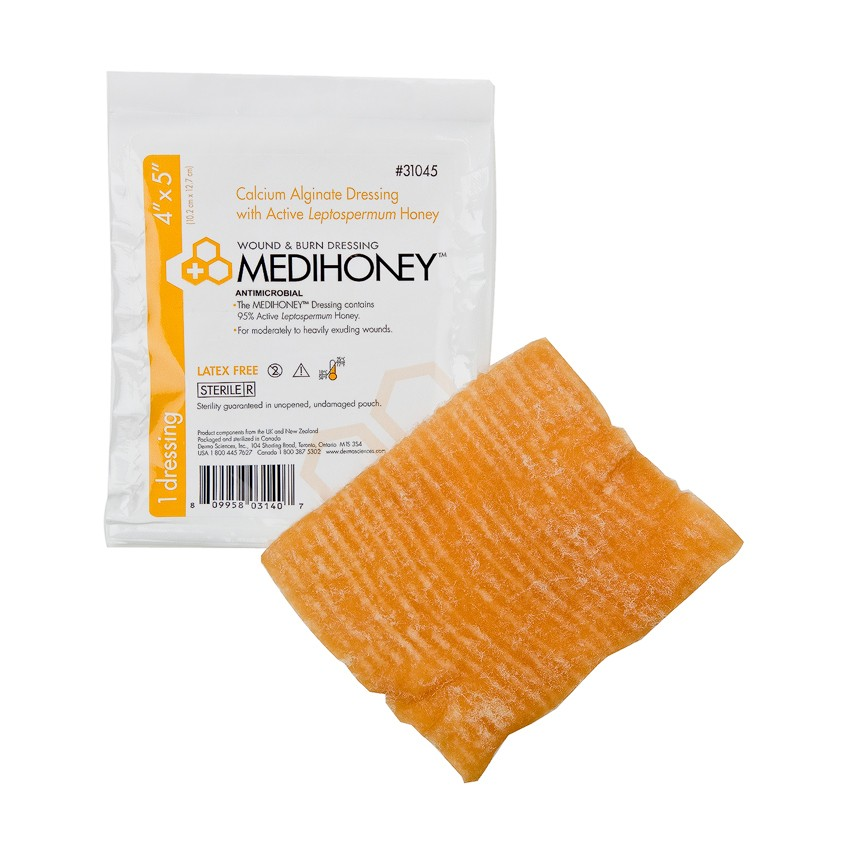 #31045
Calcium Alginate Dressing
with Active Leptospermum Honey
4" x 5"
(10.2 cm x 12.7 cm)
WOUND & BURN DRESSING
MEDIHONEY™
ANTIMICROBIAL
•The MEDIHONEY™ Dressing contains
95% Active Leptospermum Honey.
•For moderately to heavily exuding wounds.
LATEX FREE
STERILE R
Sterility guaranteed in unopened, undamaged pouch.
1 dressing
Product components from the UK and New Zealand
Packaged and sterilized in Canada
Derma Sciences, Inc., 104 Shorting Road, Toronto, Ontario M1S 3S4
USA 1 800 445 7627 Canada 1 800 387 5302
8 09958 03140 7